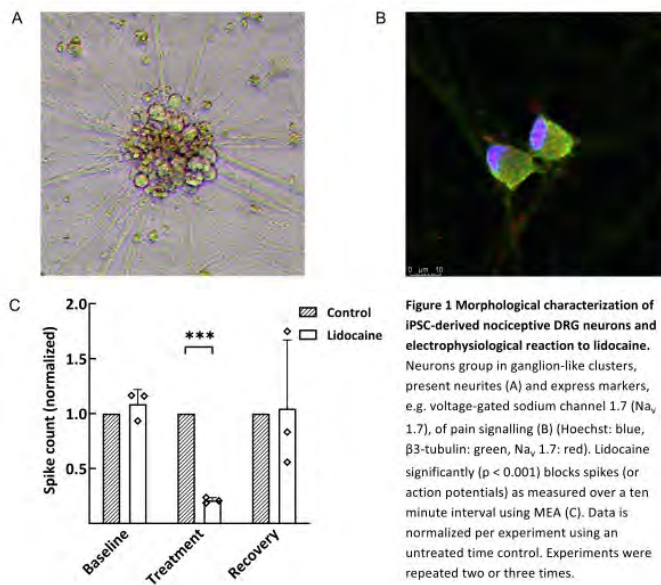 A
B
0 µm 10
C
Spike count (normalized)
2.0
1.5
1.0
0.5
***
Control
Lidocaine
Baseline
Treatment
Recovery
Figure 1 Morphological characterization of
iPSC-derived nociceptive DRG neurons and
electrophysiological reaction to lidocaine.
Neurons group in ganglion-like clusters,
present neurites (A) and express markers,
e.g. voltage-gated sodium channel 1.7 (Naᵥ
1.7), of pain signalling (B) (Hoechst: blue,
β3-tubulin: green, Naᵥ 1.7: red). Lidocaine
significantly (p < 0.001) blocks spikes (or
action potentials) as measured over a ten
minute interval using MEA (C). Data is
normalized per experiment using an
untreated time control. Experiments were
repeated two or three times.